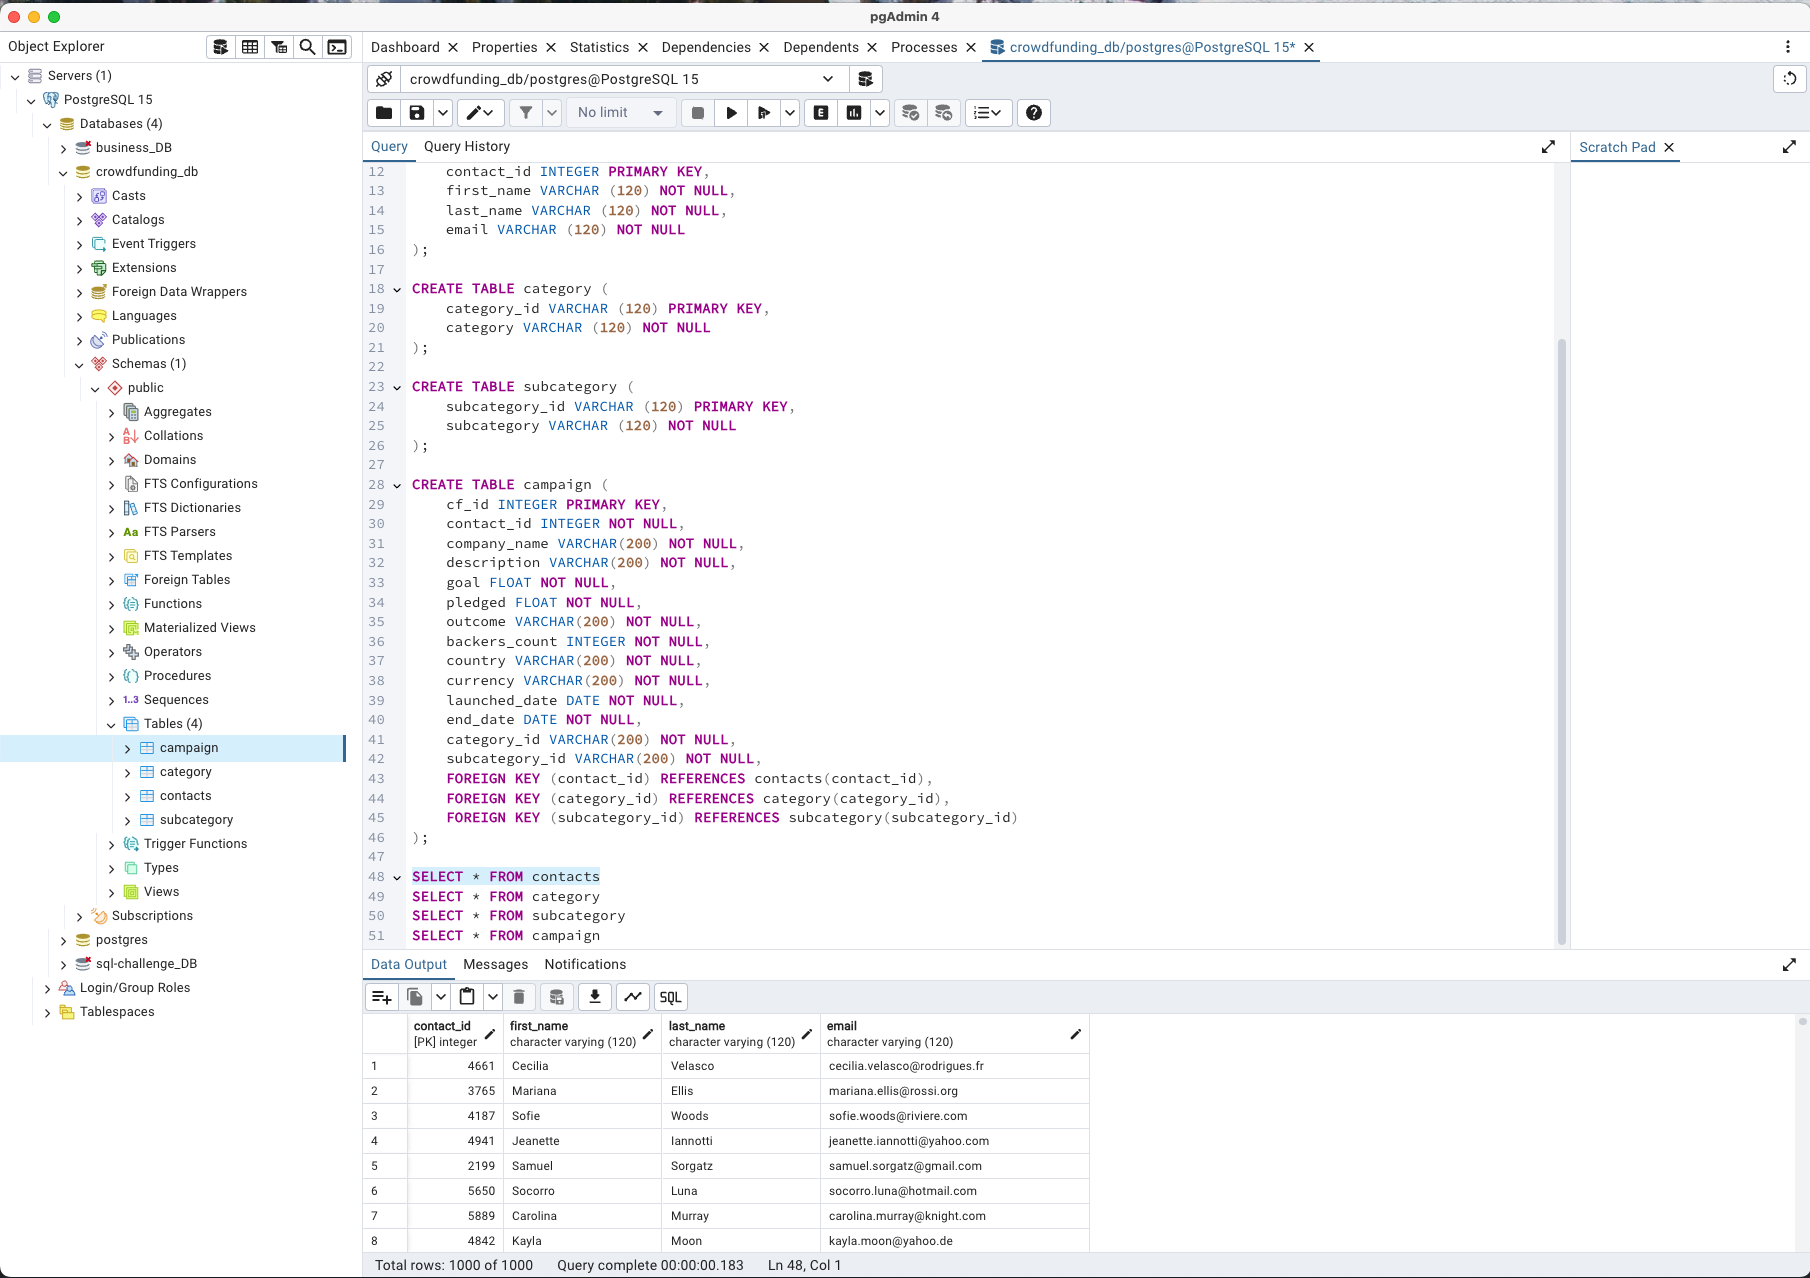 pgAdmin 4
Object Explorer
Dashboard Properties Statistics Dependencies Dependents Processes crowdfunding_db/postgres@PostgreSQL 15*
Servers (1)
PostgreSQL 15
Databases (4)
business_DB
crowdfunding_db
Casts
Catalogs
Event Triggers
Extensions
Foreign Data Wrappers
Languages
Publications
Schemas (1)
public
Aggregates
Collations
Domains
FTS Configurations
FTS Dictionaries
Aa FTS Parsers
FTS Templates
Foreign Tables
Functions
Materialized Views
Operators
Procedures
1..3 Sequences
Tables (4)
campaign
category
contacts
subcategory
Trigger Functions
Types
Views
Subscriptions
postgres
sql-challenge_DB
Login/Group Roles
Tablespaces
crowdfunding_db/postgres@PostgreSQL 15
No limit
E
Query Query History
Scratch Pad
12 contact_id INTEGER PRIMARY KEY,
13 first_name VARCHAR (120) NOT NULL,
14 last_name VARCHAR (120) NOT NULL,
15 email VARCHAR (120) NOT NULL
16 );
17
18 CREATE TABLE category (
19 category_id VARCHAR (120) PRIMARY KEY,
20 category VARCHAR (120) NOT NULL
21 );
22
23 CREATE TABLE subcategory (
24 subcategory_id VARCHAR (120) PRIMARY KEY,
25 subcategory VARCHAR (120) NOT NULL
26 );
27
28 CREATE TABLE campaign (
29 cf_id INTEGER PRIMARY KEY,
30 contact_id INTEGER NOT NULL,
31 company_name VARCHAR(200) NOT NULL,
32 description VARCHAR(200) NOT NULL,
33 goal FLOAT NOT NULL,
34 pledged FLOAT NOT NULL,
35 outcome VARCHAR(200) NOT NULL,
36 backers_count INTEGER NOT NULL,
37 country VARCHAR(200) NOT NULL,
38 currency VARCHAR(200) NOT NULL,
39 launched_date DATE NOT NULL,
40 end_date DATE NOT NULL,
41 category_id VARCHAR(200) NOT NULL,
42 subcategory_id VARCHAR(200) NOT NULL,
43 FOREIGN KEY (contact_id) REFERENCES contacts(contact_id),
44 FOREIGN KEY (category_id) REFERENCES category(category_id),
45 FOREIGN KEY (subcategory_id) REFERENCES subcategory(subcategory_id)
46 );
47
48 SELECT * FROM contacts
49 SELECT * FROM category
50 SELECT * FROM subcategory
51 SELECT * FROM campaign
Data Output Messages Notifications
SQL
contact_id first_name last_name email
[PK] integer character varying (120) character varying (120) character varying (120)
1 4661 Cecilia Velasco cecilia.velasco@rodrigues.fr
2 3765 Mariana Ellis mariana.ellis@rossi.org
3 4187 Sofie Woods sofie.woods@riviere.com
4 4941 Jeanette Iannotti jeanette.iannotti@yahoo.com
5 2199 Samuel Sorgatz samuel.sorgatz@gmail.com
6 5650 Socorro Luna socorro.luna@hotmail.com
7 5889 Carolina Murray carolina.murray@knight.com
8 4842 Kayla Moon kayla.moon@yahoo.de
Total rows: 1000 of 1000 Query complete 00:00:00.183 Ln 48, Col 1